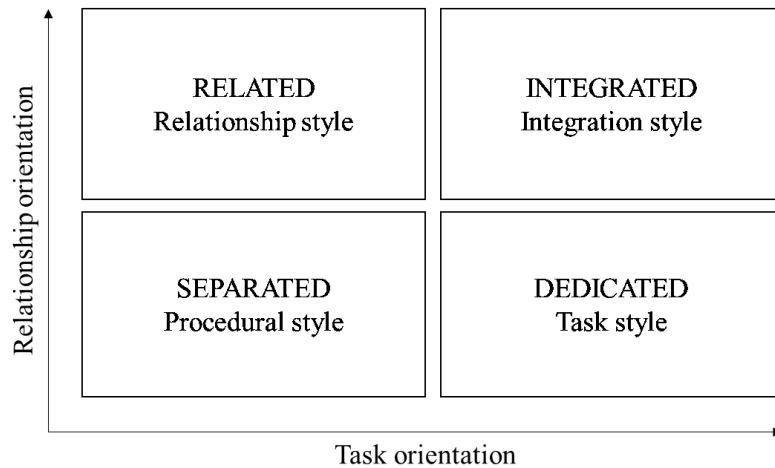 Relationship orientation
RELATED
Relationship style
INTEGRATED
Integration style
SEPARATED
Procedural style
DEDICATED
Task style
Task orientation